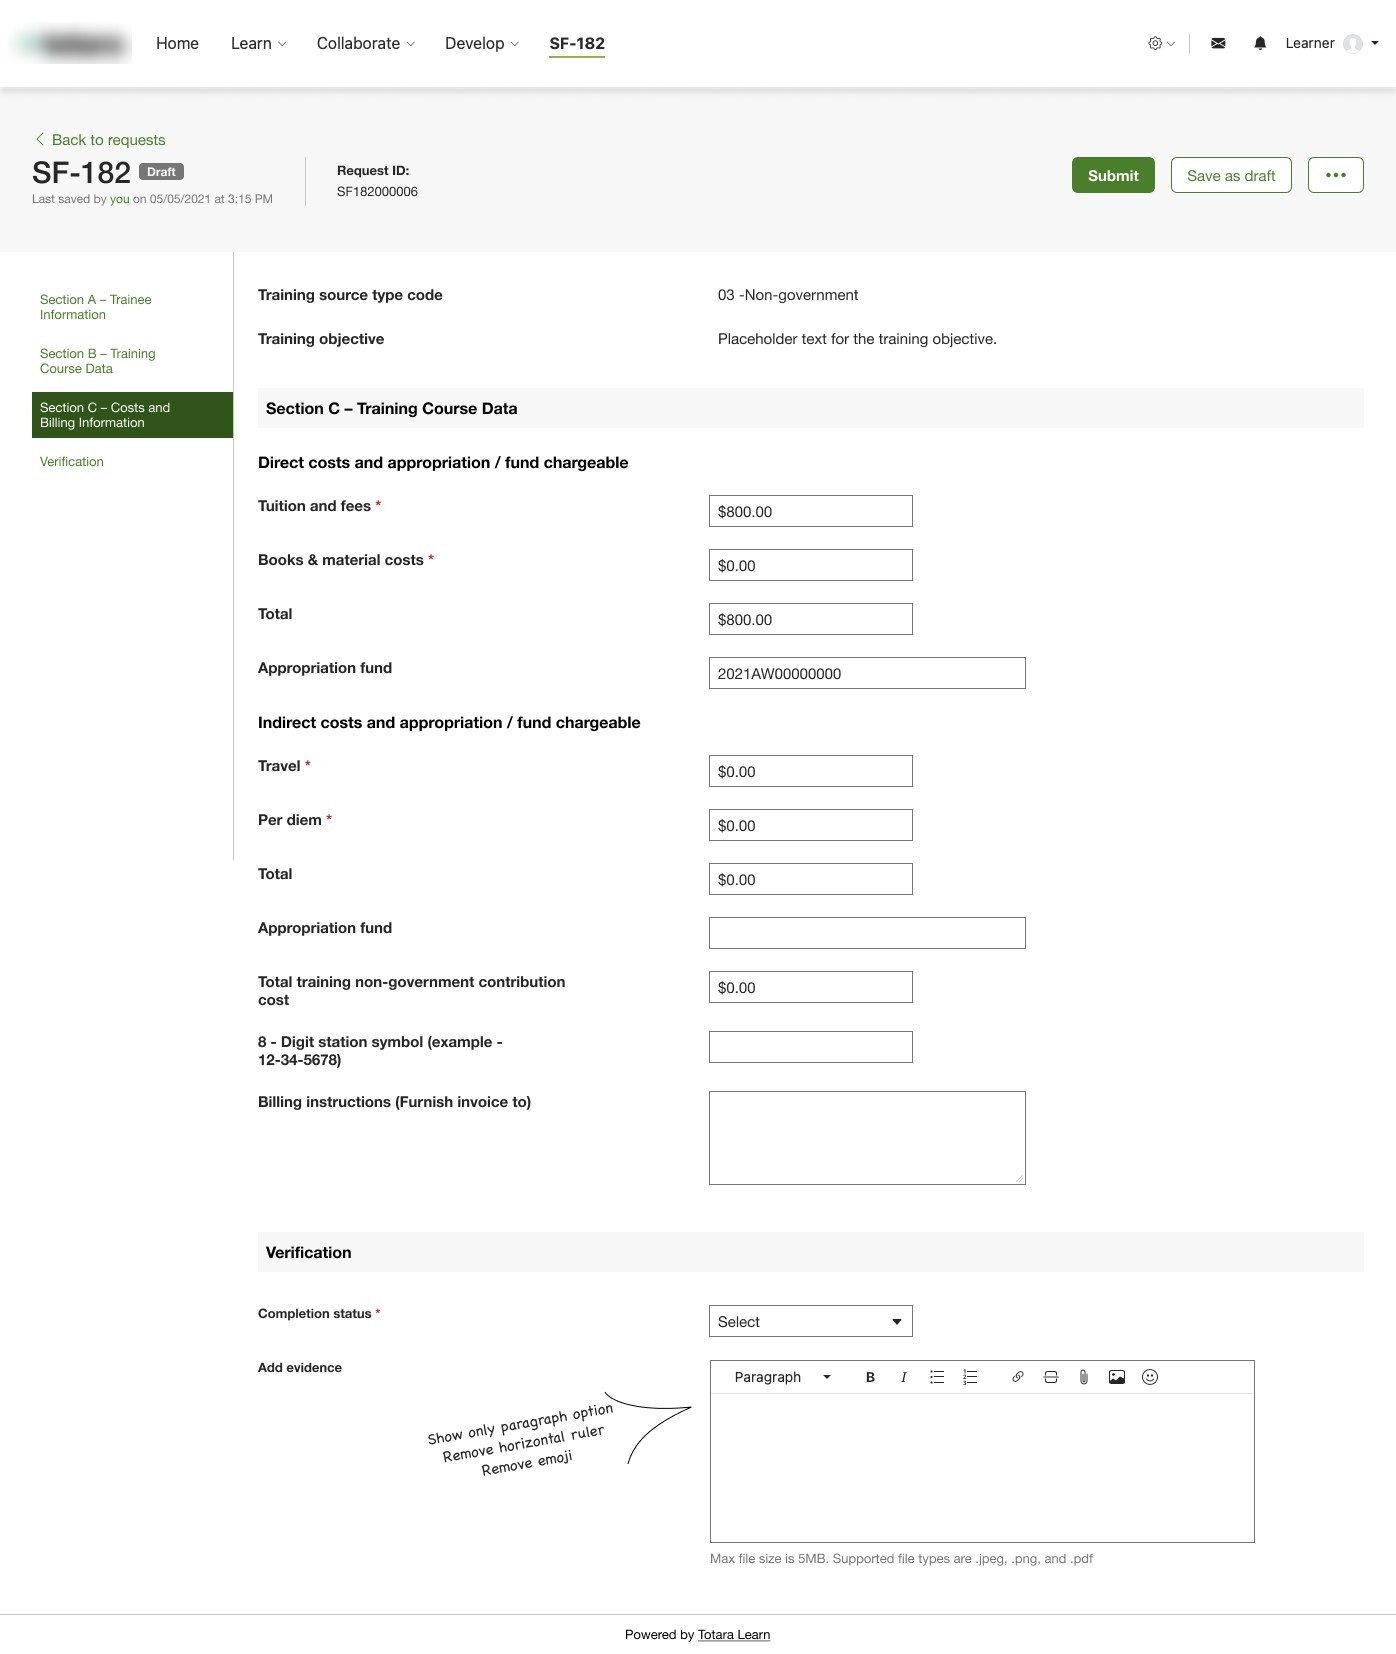 Home Learn Collaborate Develop SF-182 Learner
Back to requests
SF-182 Draft
Last saved by you on 05/05/2021 at 3:15 PM
Request ID:
SF182000006
Submit Save as draft
Section A – Trainee
Information
Section B – Training
Course Data
Section C – Costs and
Billing Information
Verification
Training source type code 03 -Non-government
Training objective Placeholder text for the training objective.
Section C – Training Course Data
Direct costs and appropriation / fund chargeable
Tuition and fees * $800.00
Books & material costs * $0.00
Total $800.00
Appropriation fund 2021AW00000000
Indirect costs and appropriation / fund chargeable
Travel * $0.00
Per diem * $0.00
Total $0.00
Appropriation fund
Total training non-government contribution
cost
$0.00
8 - Digit station symbol (example -
12-34-5678)
Billing instructions (Furnish invoice to)
Verification
Completion status * Select
Add evidence
Paragraph B I
Show only paragraph option
Remove horizontal ruler
Remove emoji
Max file size is 5MB. Supported file types are .jpeg, .png, and .pdf
Powered by Totara Learn